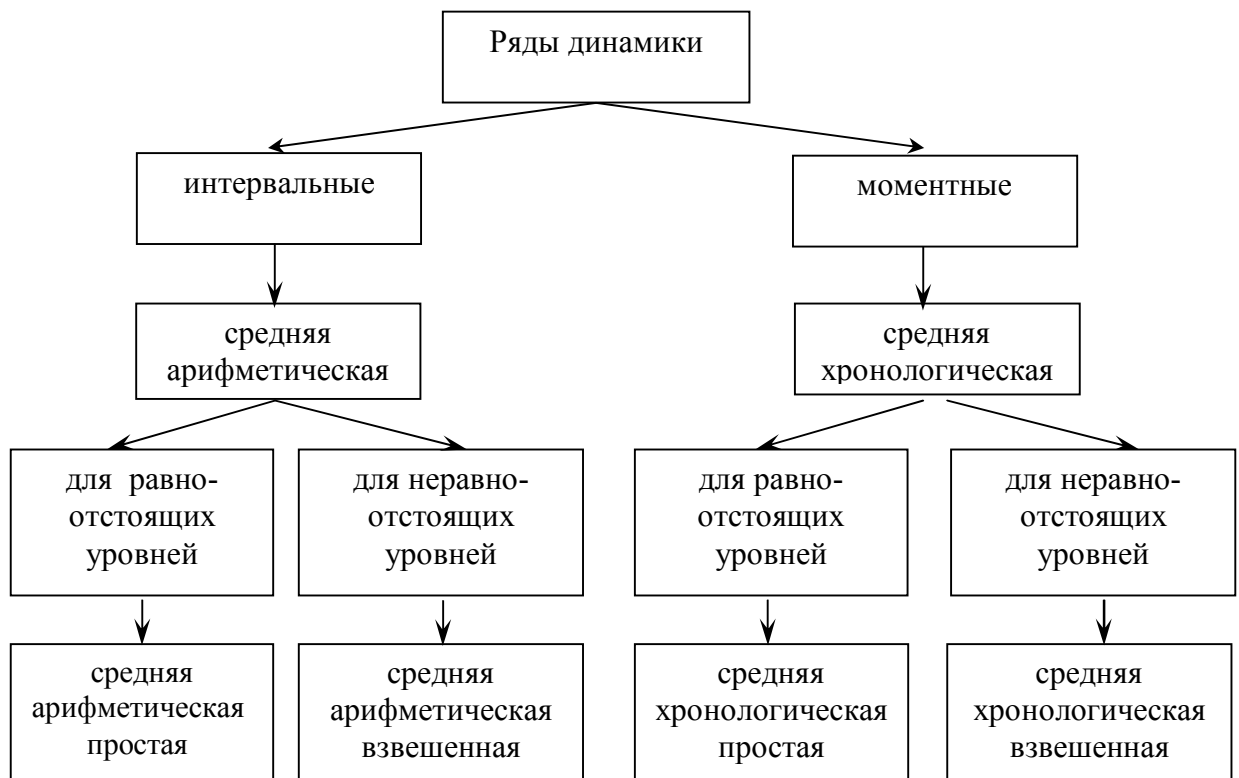 Ряды динамики
интервальные
моментные
средняя
арифметическая
средняя
хронологическая
для равно-
отстоящих
уровней
для неравно-
отстоящих
уровней
для равно-
отстоящих
уровней
для неравно-
отстоящих
уровней
средняя
арифметическая
простая
средняя
арифметическая
взвешенная
средняя
хронологическая
простая
средняя
хронологическая
взвешенная